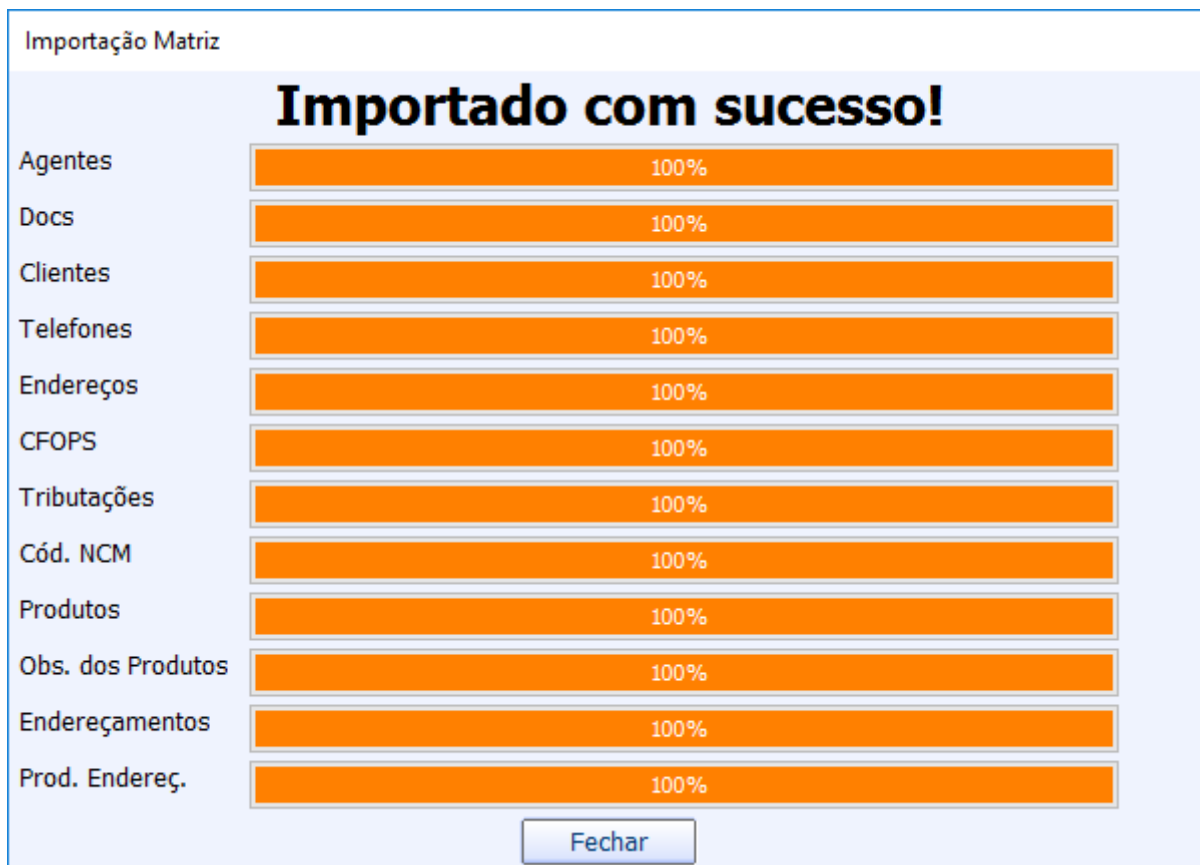 Importação Matriz
Importado com sucesso!
Agentes 100%
Docs 100%
Clientes 100%
Telefones 100%
Endereços 100%
CFOPS 100%
Tributações 100%
Cód. NCM 100%
Produtos 100%
Obs. dos Produtos 100%
Endereçamentos 100%
Prod. Endereç. 100%
Fechar